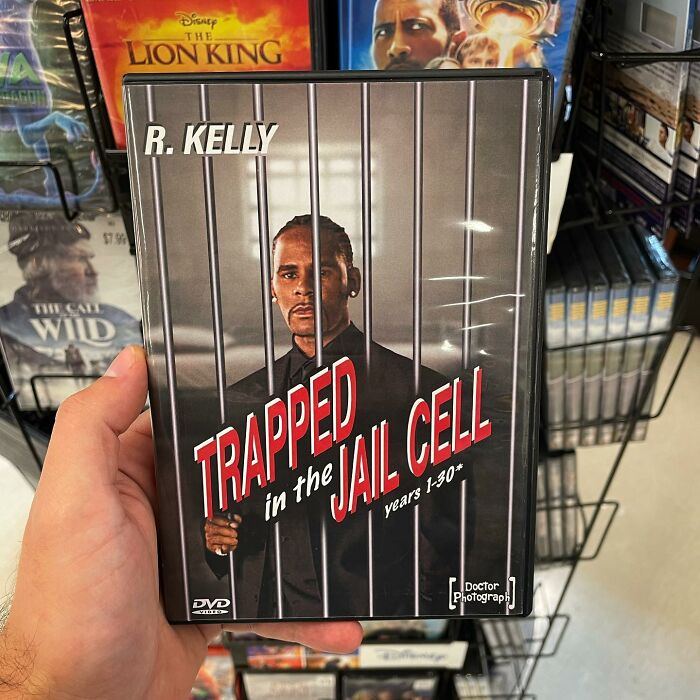 Disney
THE
LION KING
R. KELLY
$7.99
THE CALL
WILD
TRAPPED
in the
JAIL CELL
years 1-30*
DVD
VIDEO
[Doctor
Photograph]